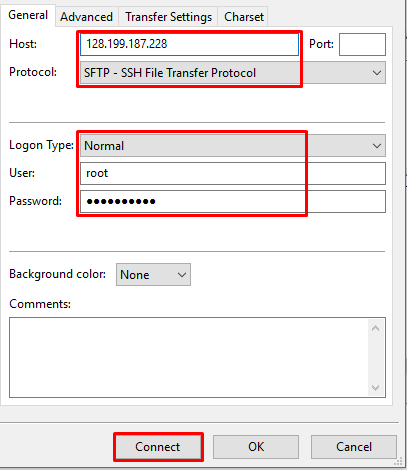 General Advanced Transfer Settings Charset
Host: 128.199.187.228 Port:
Protocol: SFTP - SSH File Transfer Protocol
Logon Type: Normal
User: root
Password: ●●●●●●●●●●
Background color: None
Comments:
Connect OK Cancel